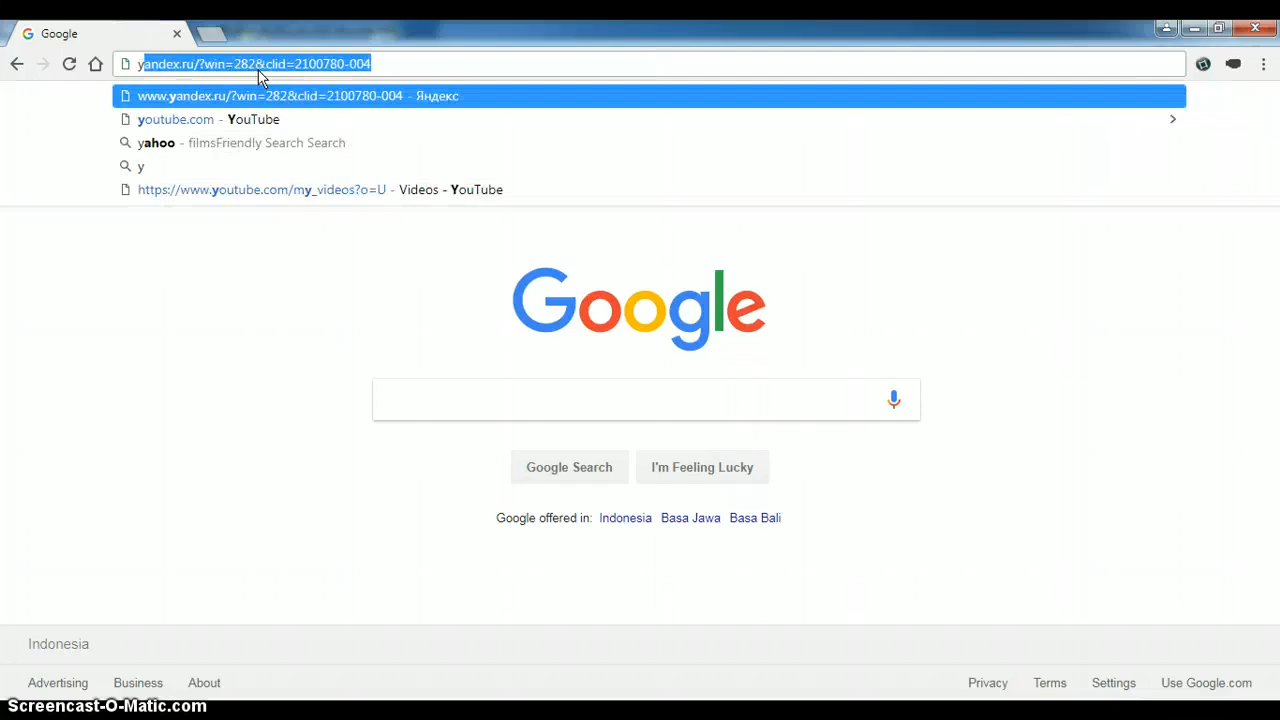 Google
yandex.ru/?win=282&clid=2100780-004
www.yandex.ru/?win=282&clid=2100780-004 - Яндекс
youtube.com - YouTube
yahoo - filmsFriendly Search Search
y
https://www.youtube.com/my_videos?o=U - Videos - YouTube
Google
Google Search I'm Feeling Lucky
Google offered in: Indonesia Basa Jawa Basa Bali
Indonesia
Advertising Business About Privacy Terms Settings Use Google.com
Screencast-O-Matic.com